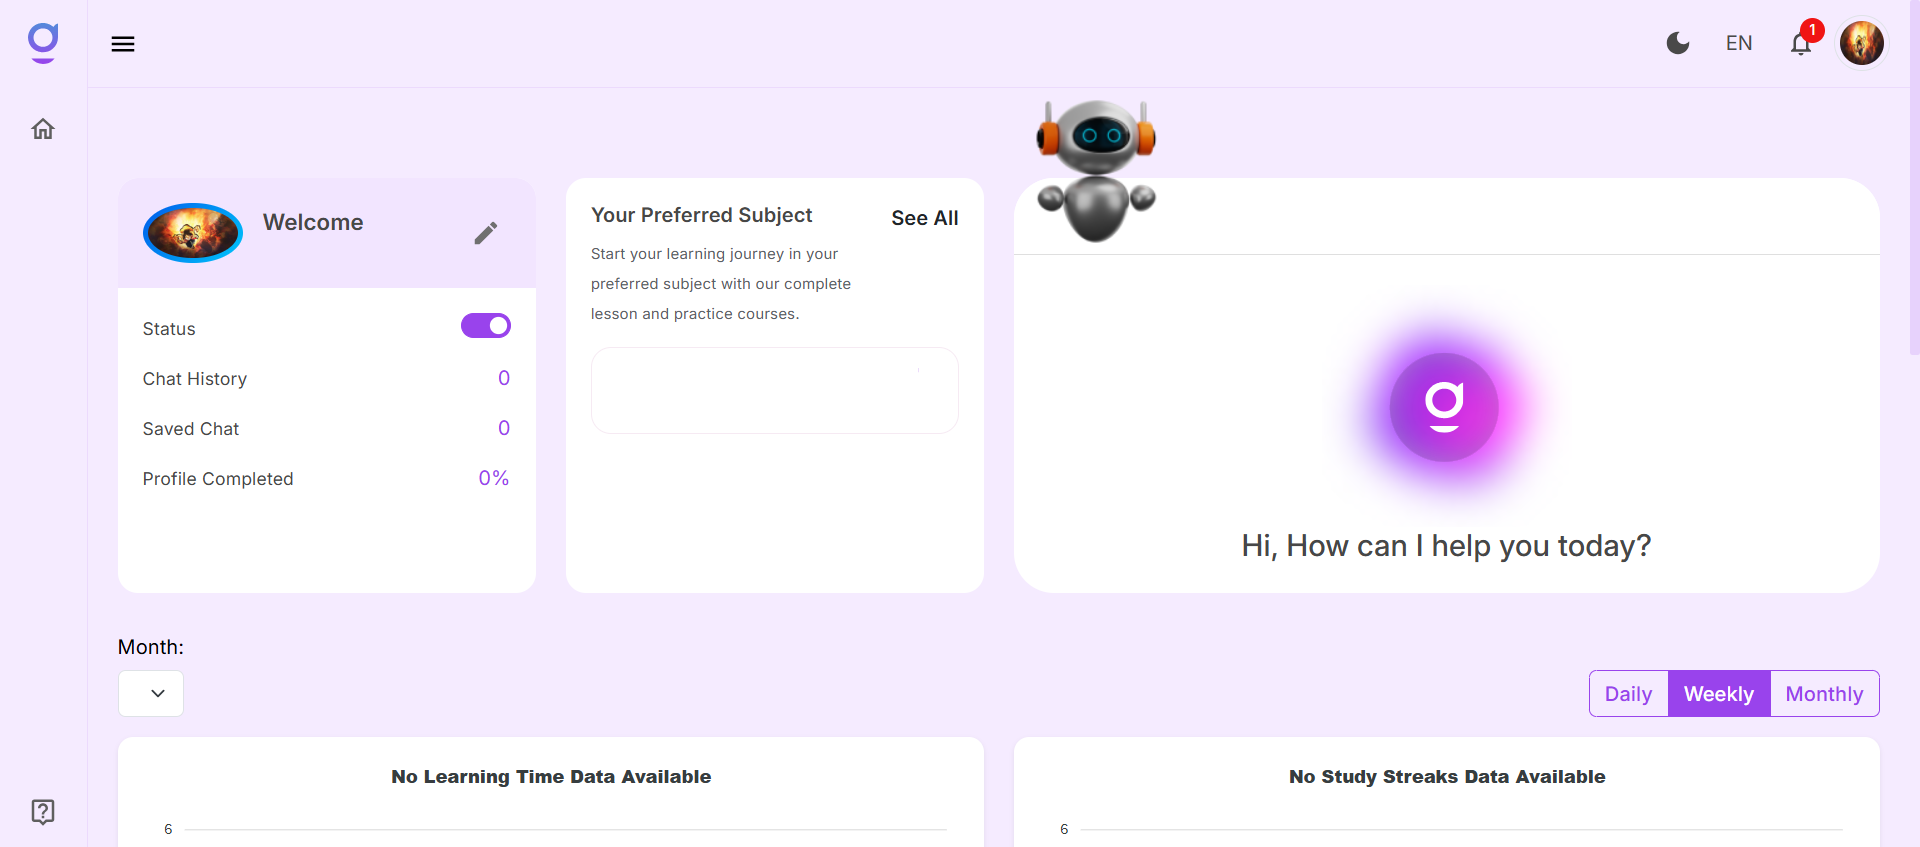 EN
1
Welcome
Status
Chat History 0
Saved Chat 0
Profile Completed 0%
Your Preferred Subject
See All
Start your learning journey in your
preferred subject with our complete
lesson and practice courses.
Hi, How can I help you today?
Month:
Daily Weekly Monthly
No Learning Time Data Available
6
No Study Streaks Data Available
6